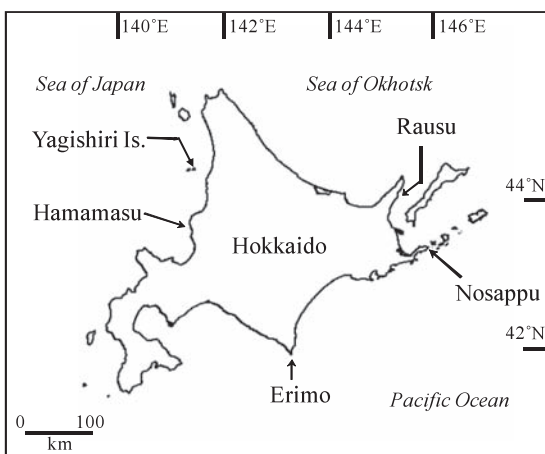 140˚E 142˚E 144˚E 146˚E
Sea of Japan Sea of Okhotsk
Rausu
Yagishiri Is.
44˚N
Hamamasu
Hokkaido
Nosappu
42˚N
Erimo
Pacific Ocean
0 100
km